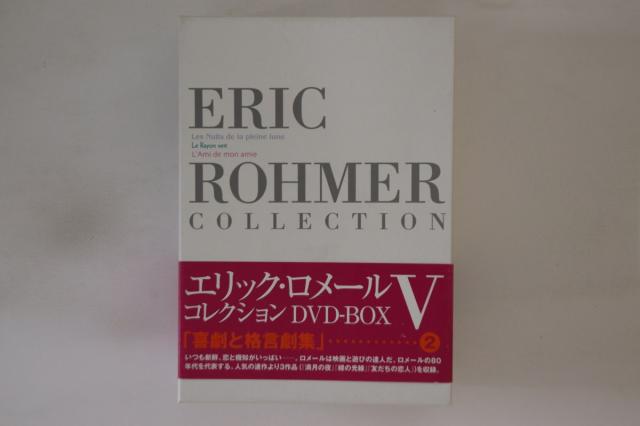 ERIC
Les Nuits de la pleine lune
Le Rayon vert
L'Ami de mon amie
ROHMER
COLLECTION
エリック・ロメール
コレクション DVD-BOX V
「喜劇と格言劇集」…………②
いつも新鮮、恋と機知がいっぱい――。ロメールは映画と遊びの達人だ。ロメールの80
年代を代表する、人気の連作より3作品(「満月の夜」「緑の光線」「友だちの恋人」)を収録。